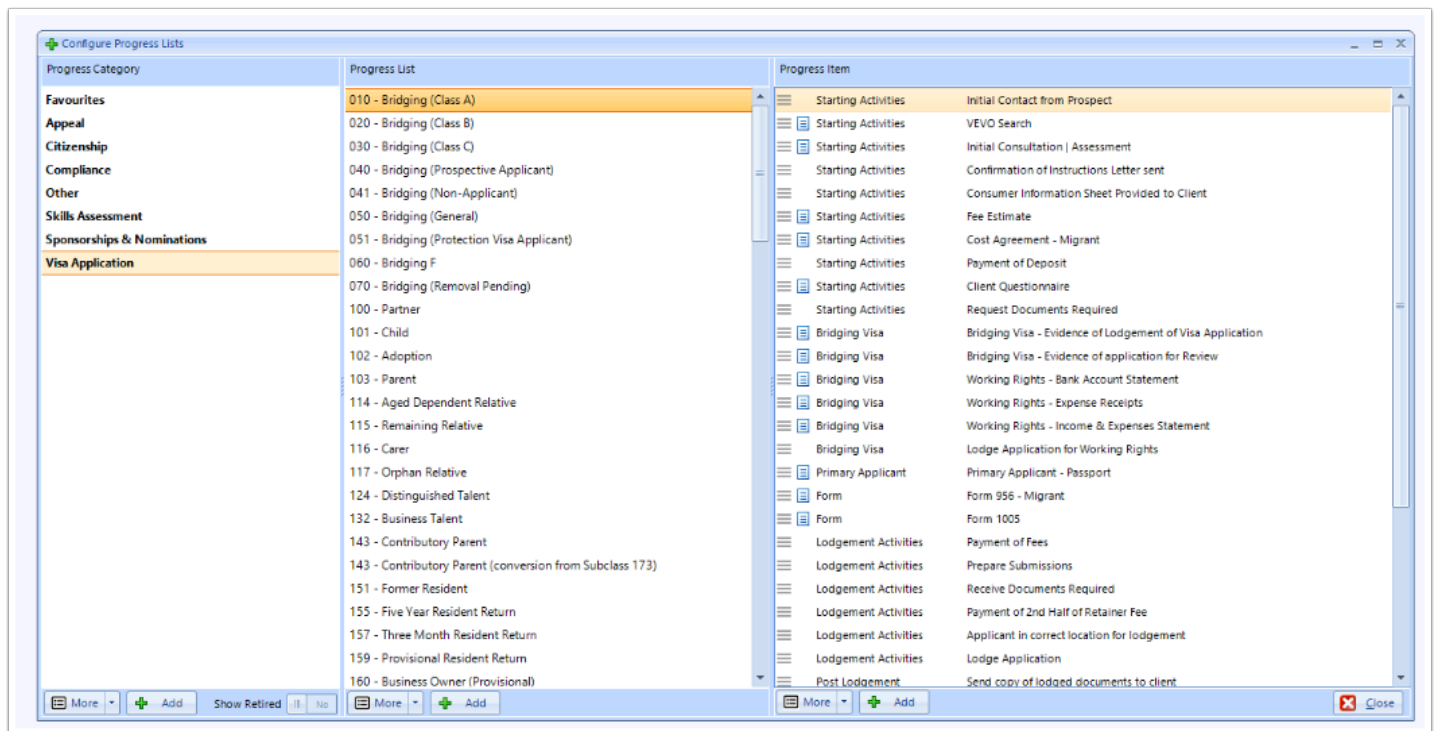 Configure Progress Lists
Progress Category
Favourites
Appeal
Citizenship
Compliance
Other
Skills Assessment
Sponsorships & Nominations
Visa Application
More
Add
Show Retired
No
Progress List
010 - Bridging (Class A)
020 - Bridging (Class B)
030 - Bridging (Class C)
040 - Bridging (Prospective Applicant)
041 - Bridging (Non-Applicant)
050 - Bridging (General)
051 - Bridging (Protection Visa Applicant)
060 - Bridging F
070 - Bridging (Removal Pending)
100 - Partner
101 - Child
102 - Adoption
103 - Parent
114 - Aged Dependent Relative
115 - Remaining Relative
116 - Carer
117 - Orphan Relative
124 - Distinguished Talent
132 - Business Talent
143 - Contributory Parent
143 - Contributory Parent (conversion from Subclass 173)
151 - Former Resident
155 - Five Year Resident Return
157 - Three Month Resident Return
159 - Provisional Resident Return
160 - Business Owner (Provisional)
More
Add
Progress Item
Starting Activities Initial Contact from Prospect
Starting Activities VEVO Search
Starting Activities Initial Consultation | Assessment
Starting Activities Confirmation of Instructions Letter sent
Starting Activities Consumer Information Sheet Provided to Client
Starting Activities Fee Estimate
Starting Activities Cost Agreement - Migrant
Starting Activities Payment of Deposit
Starting Activities Client Questionnaire
Starting Activities Request Documents Required
Bridging Visa Bridging Visa - Evidence of Lodgement of Visa Application
Bridging Visa Bridging Visa - Evidence of application for Review
Bridging Visa Working Rights - Bank Account Statement
Bridging Visa Working Rights - Expense Receipts
Bridging Visa Working Rights - Income & Expenses Statement
Bridging Visa Lodge Application for Working Rights
Primary Applicant Primary Applicant - Passport
Form Form 956 - Migrant
Form Form 1005
Lodgement Activities Payment of Fees
Lodgement Activities Prepare Submissions
Lodgement Activities Receive Documents Required
Lodgement Activities Payment of 2nd Half of Retainer Fee
Lodgement Activities Applicant in correct location for lodgement
Lodgement Activities Lodge Application
Post Lodgement Send copy of lodged documents to client
More
Add
Close